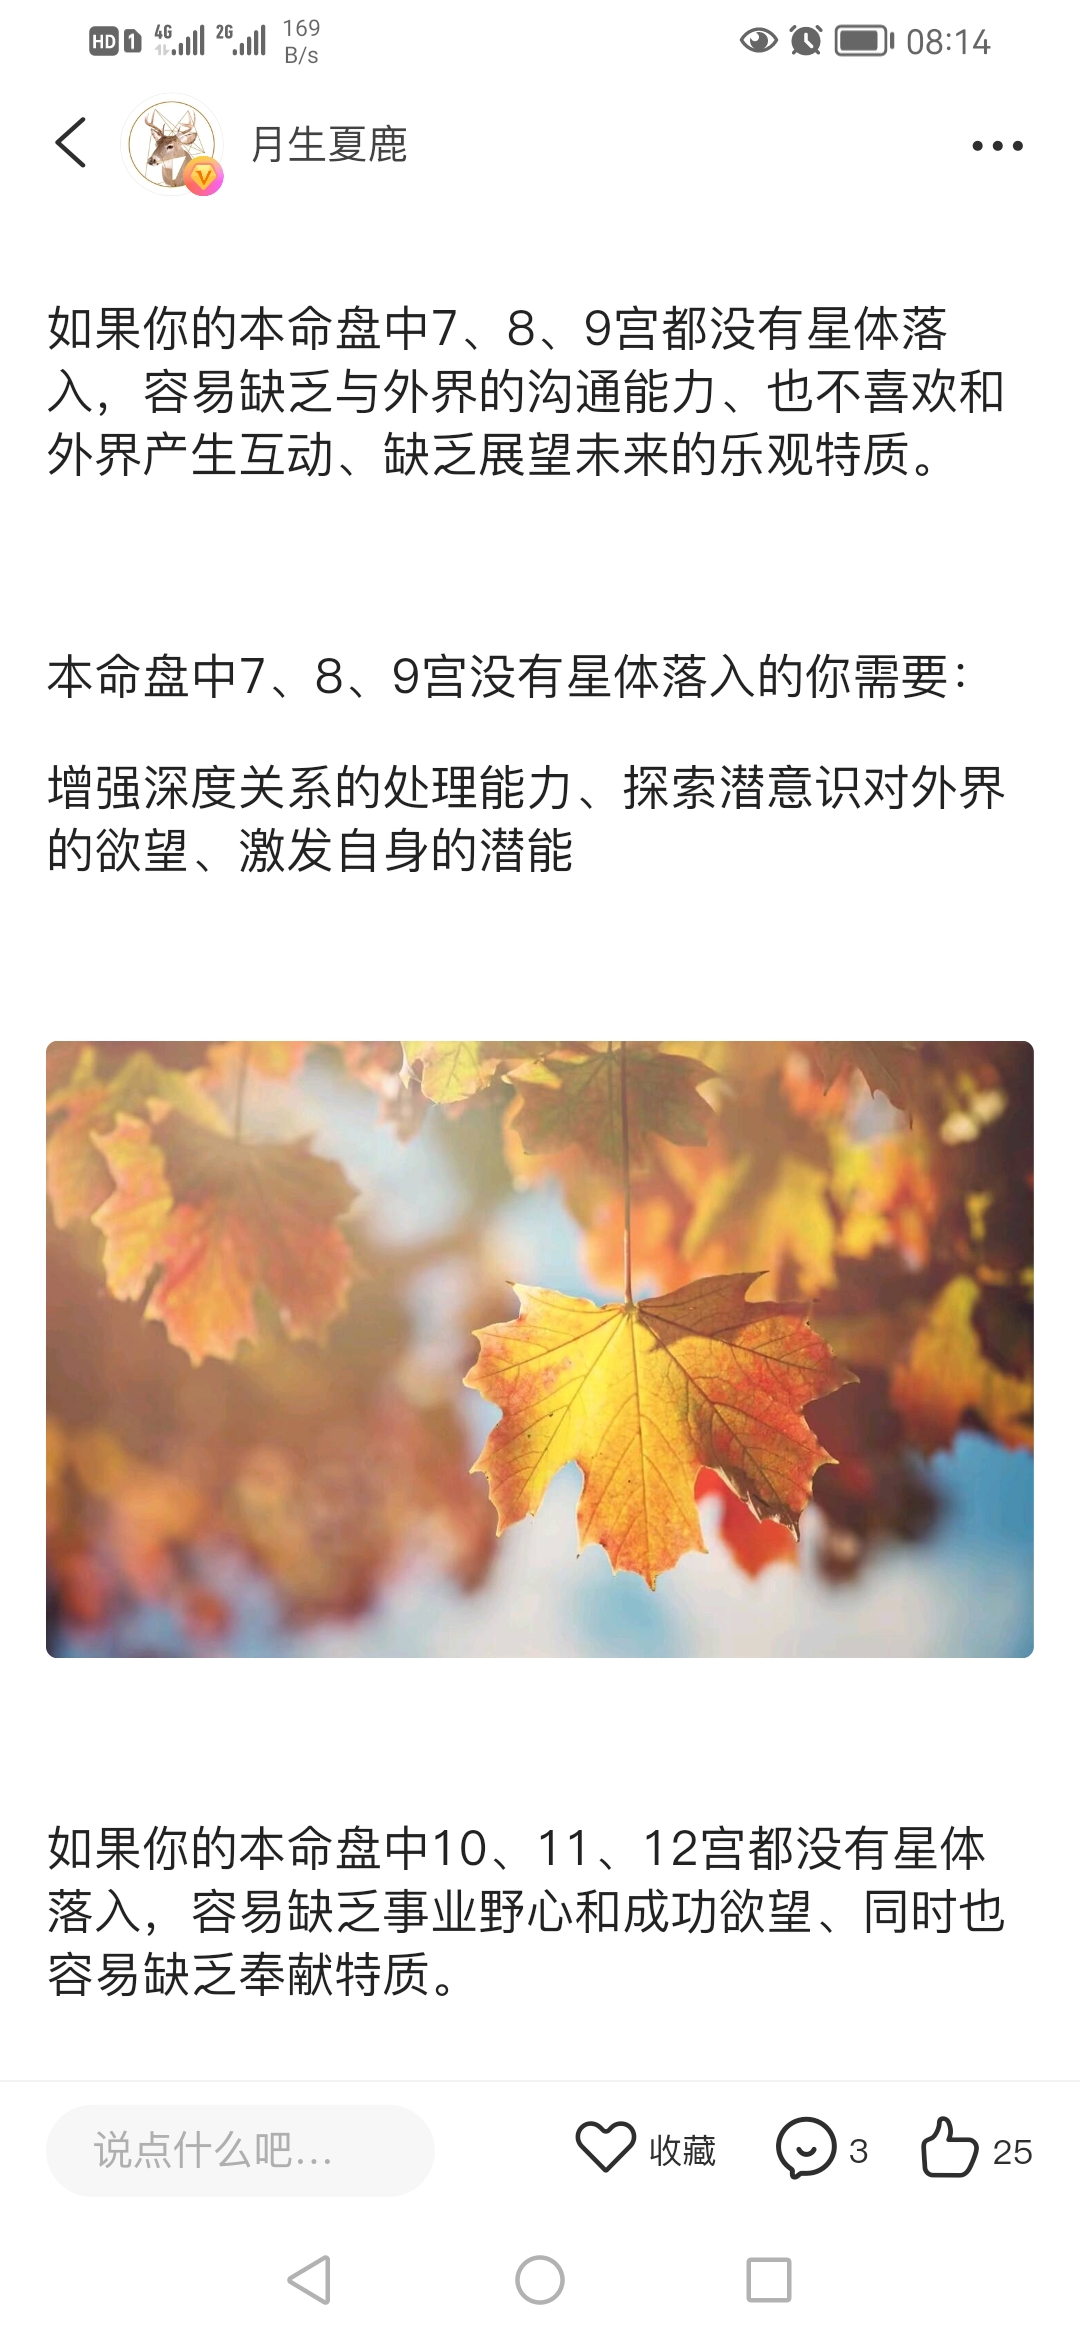 HD 1 4G 2G 169 B/s 08:14
月生夏鹿
如果你的本命盘中7、8、9宫都没有星体落
入，容易缺乏与外界的沟通能力、也不喜欢和
外界产生互动、缺乏展望未来的乐观特质。
本命盘中7、8、9宫没有星体落入的你需要：
增强深度关系的处理能力、探索潜意识对外界
的欲望、激发自身的潜能
如果你的本命盘中10、11、12宫都没有星体
落入，容易缺乏事业野心和成功欲望、同时也
容易缺乏奉献特质。
说点什么吧... 收藏 3 25